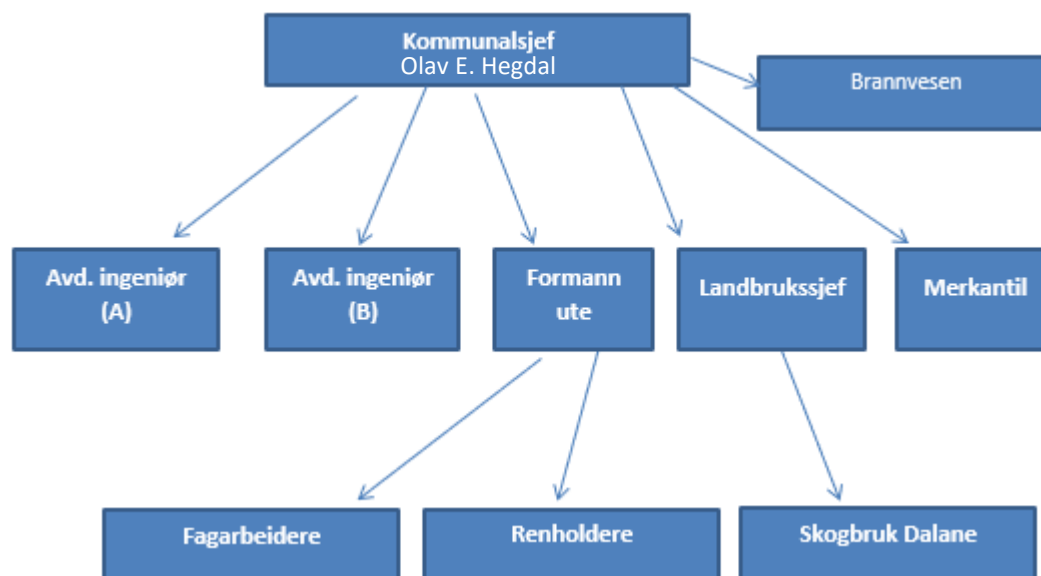 Kommunalsjef
Olav E. Hegdal
Brannvesen
Avd. ingeniør
(A)
Avd. ingeniør
(B)
Formann
ute
Landbrukssjef
Merkantil
Fagarbeidere
Renholdere
Skogbruk Dalane